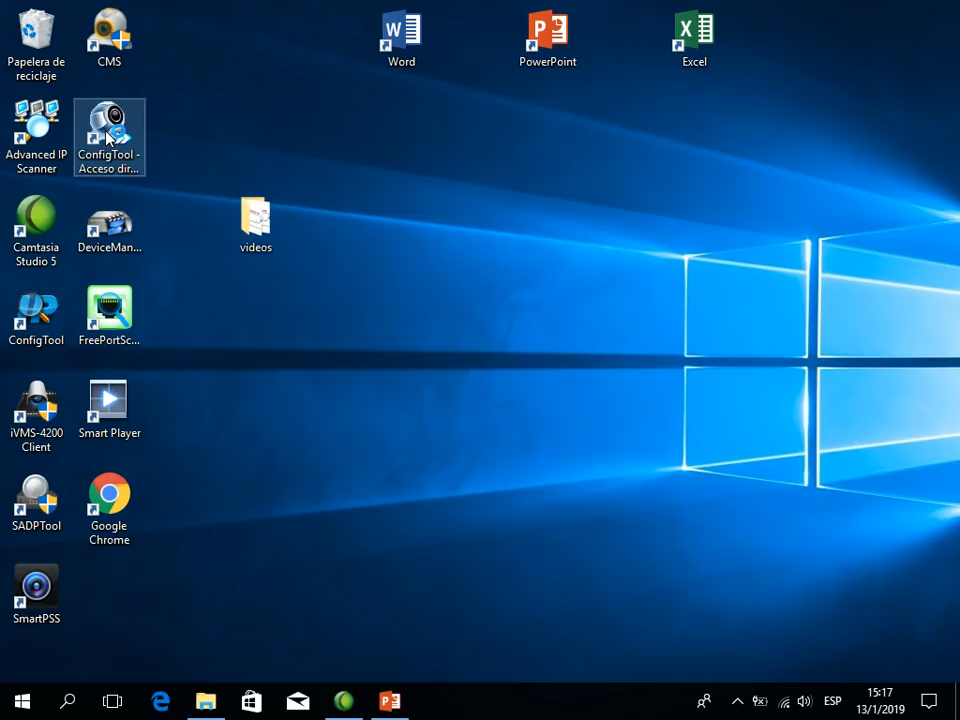 Papelera de
reciclaje
CMS
Word
PowerPoint
Excel
Advanced IP
Scanner
ConfigTool -
Acceso dir...
Camtasia
Studio 5
DeviceMan...
videos
ConfigTool
FreePortSc...
iVMS-4200
Client
Smart Player
SADPTool
Google
Chrome
SmartPSS
ESP
15:17
13/1/2019